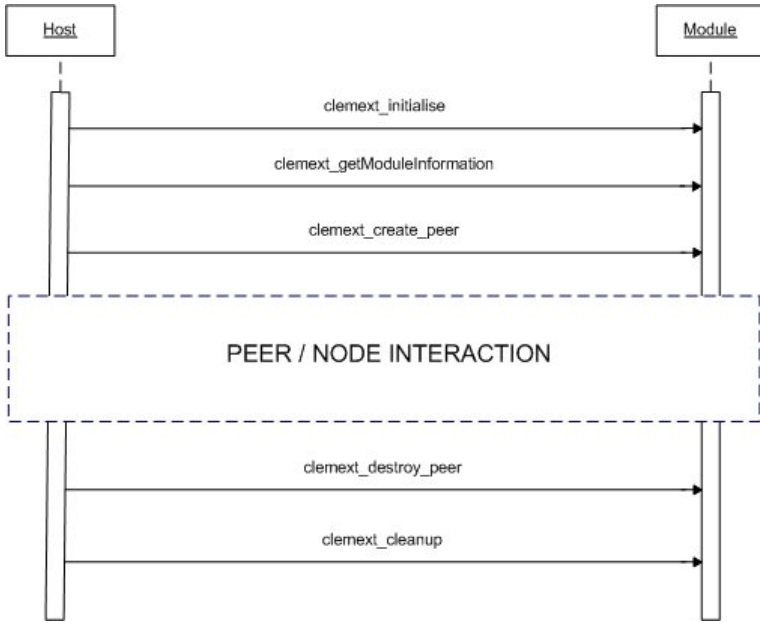 Host
Module
clemext_initialise
clemext_getModuleInformation
clemext_create_peer
PEER / NODE INTERACTION
clemext_destroy_peer
clemext_cleanup